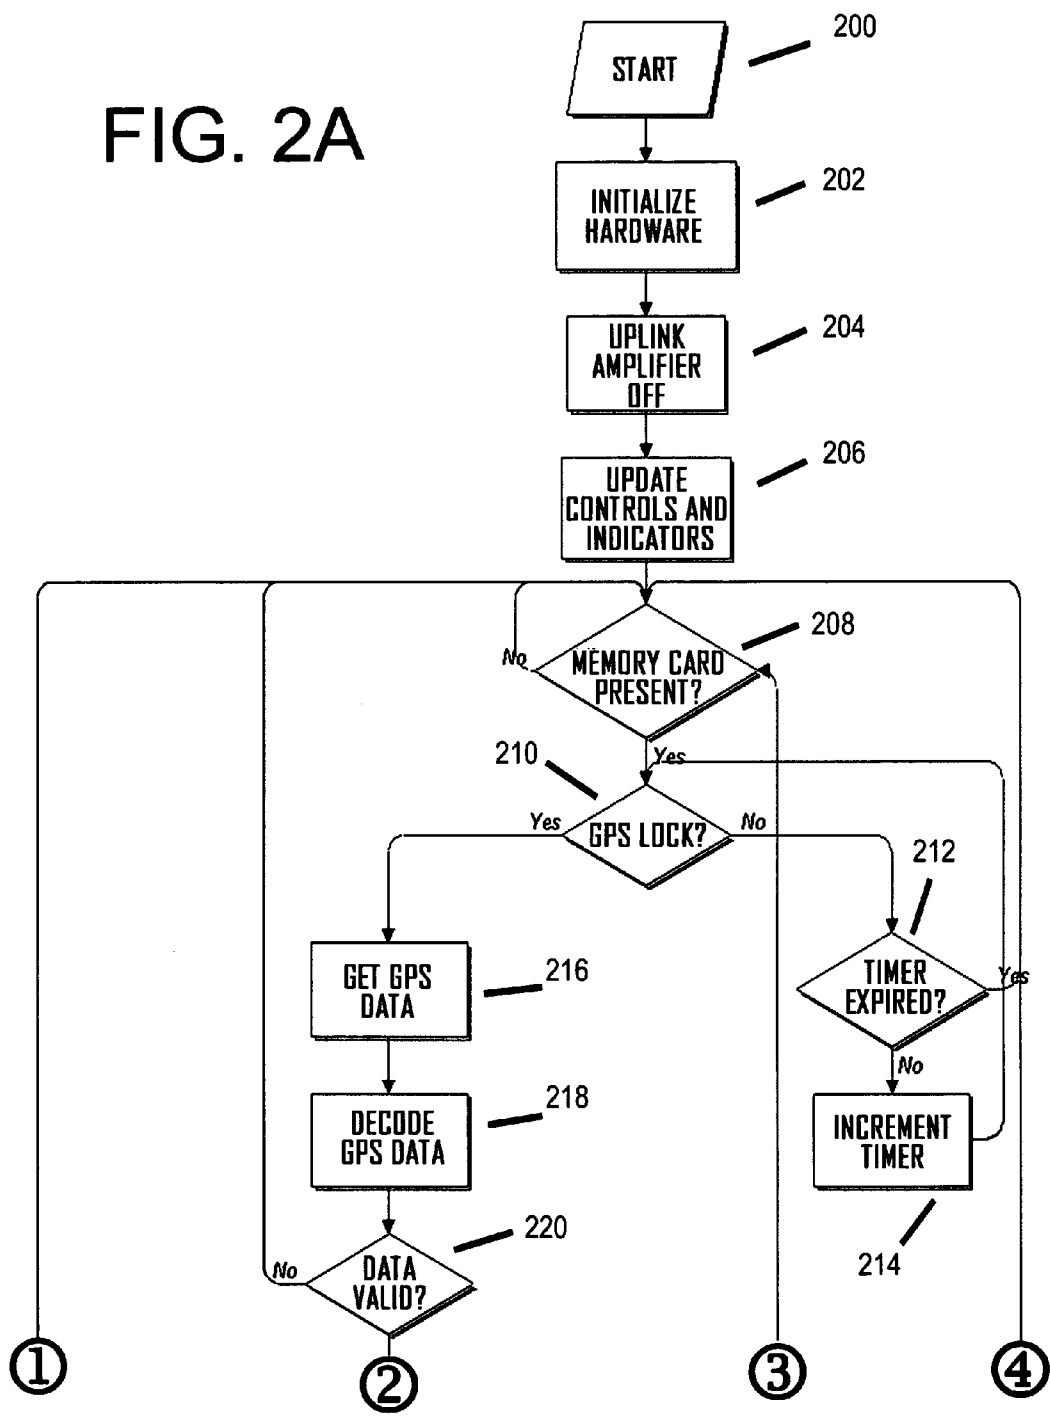 FIG. 2A
START
200
INITIALIZE
HARDWARE
202
UPLINK
AMPLIFIER
OFF
204
UPDATE
CONTROLS AND
INDICATORS
206
MEMORY CARD
PRESENT?
208
No
Yes
210
GPS LOCK?
Yes
No
212
TIMER
EXPIRED?
Yes
No
GET GPS
DATA
216
DECODE
GPS DATA
218
INCREMENT
TIMER
214
DATA
VALID?
220
No
1
2
3
4